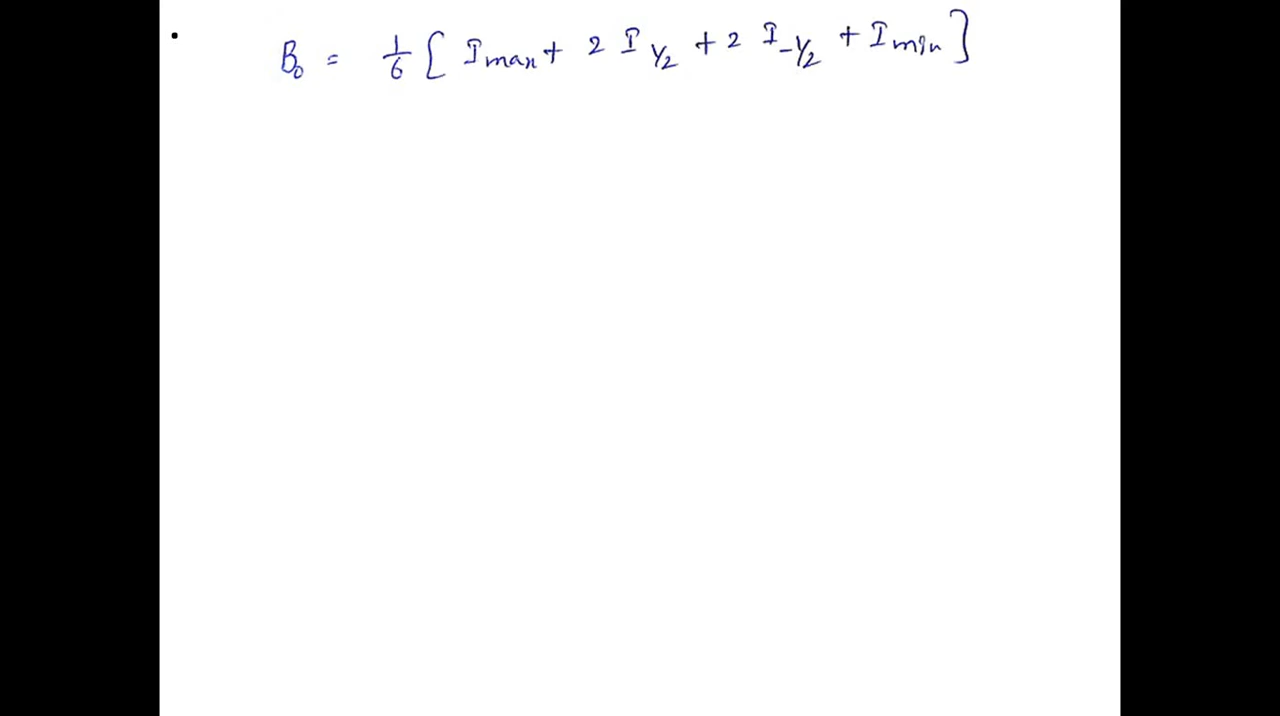 B₀ = 1/6 [ Imax + 2 I1/2 + 2 I-1/2 + Imin ]